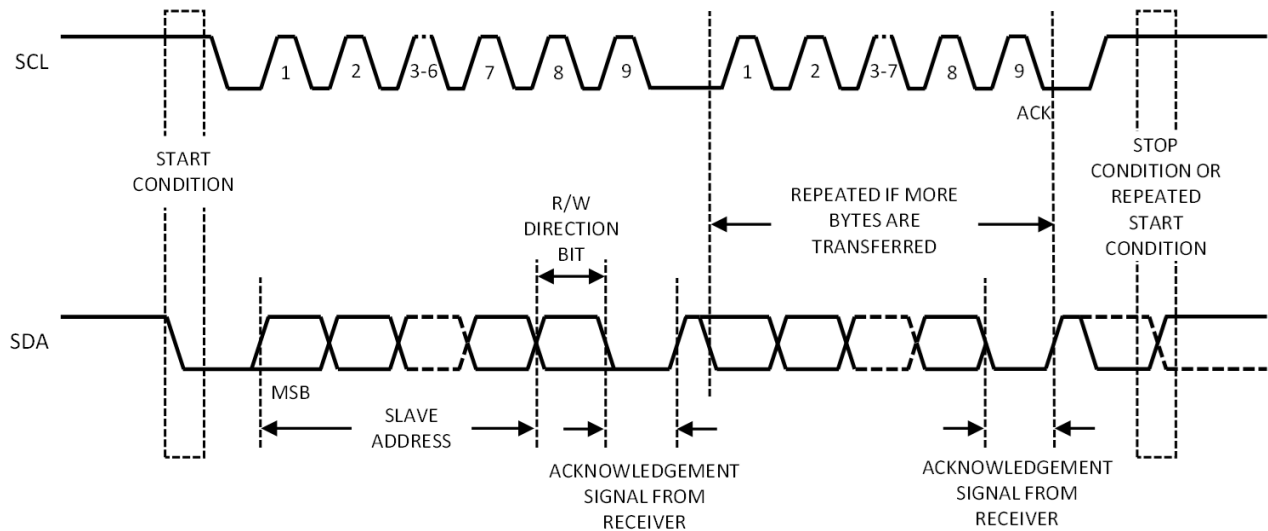 SCL
1
2
3-6
7
8
9
1
2
3-7
8
9
ACK
START
CONDITION
R/W
DIRECTION
BIT
REPEATED IF MORE
BYTES ARE
TRANSFERRED
STOP
CONDITION OR
REPEATED
START
CONDITION
SDA
MSB
SLAVE
ADDRESS
ACKNOWLEDGEMENT
SIGNAL FROM
RECEIVER
ACKNOWLEDGEMENT
SIGNAL FROM
RECEIVER